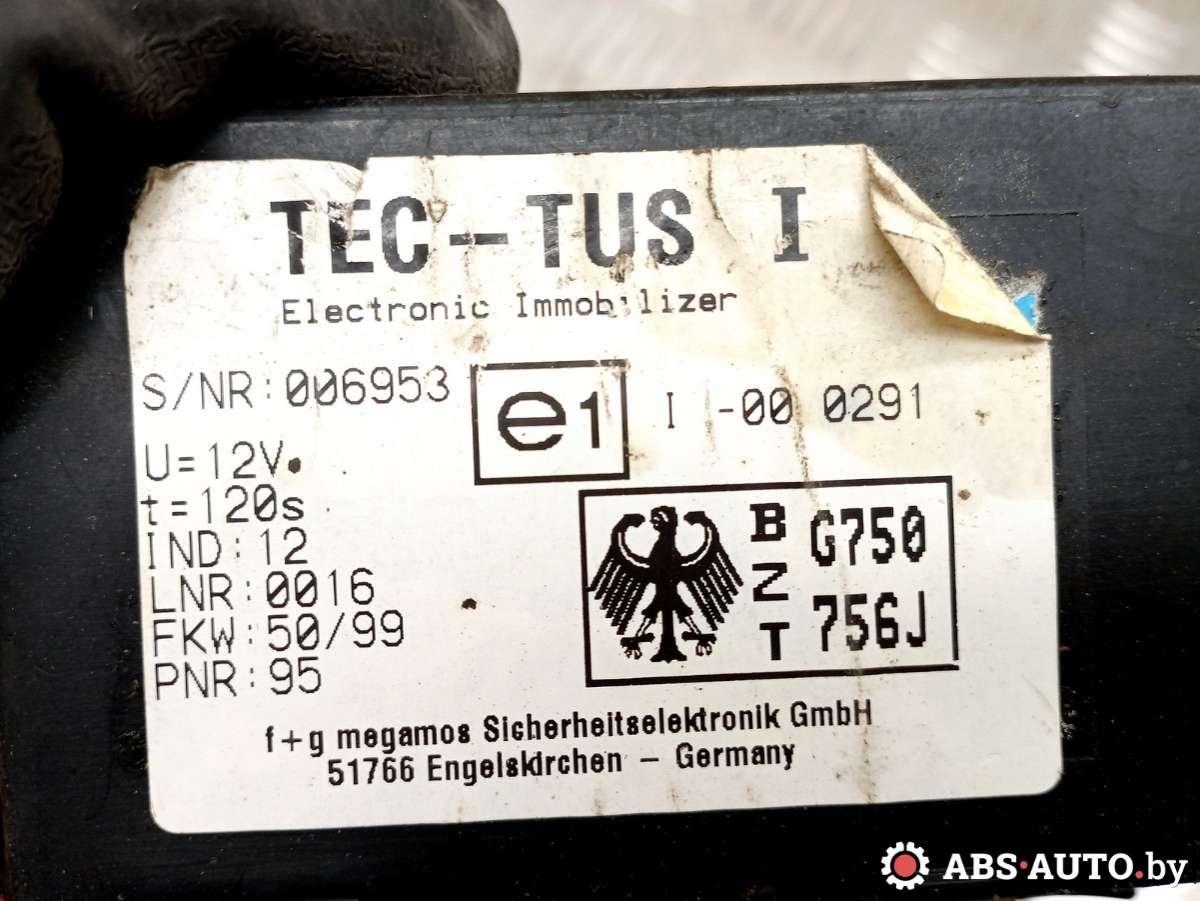 TEC-TUS I
Electronic Immobilizer
S/NR:006953
e1 I -00 0291
U=12V.
t=120s
IND:12
LNR:0016
FKW:50/99
PNR:95
BZT G750
756J
f+g megamos Sicherheitselektronik GmbH
51766 Engelskirchen - Germany
ABS·AUTO.by